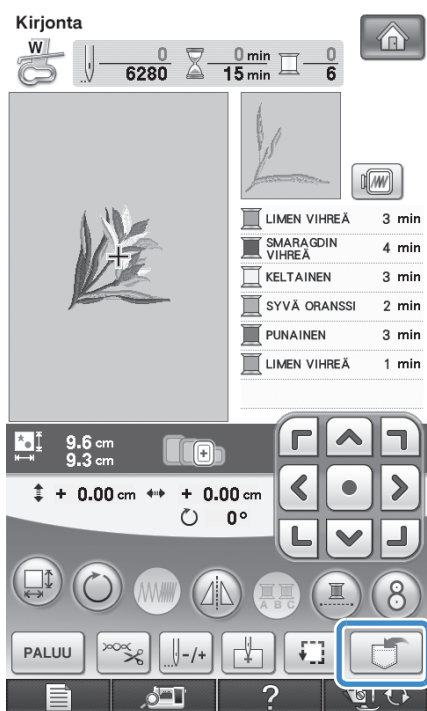 Kirjonta
W
0 0 min 0
6280 15 min 6
LIMEN VIHREÄ 3 min
SMARAGDIN
VIHREÄ 4 min
KELTAINEN 3 min
SYVÄ ORANSSI 2 min
PUNAINEN 3 min
LIMEN VIHREÄ 1 min
9.6 cm
9.3 cm
+ 0.00 cm + 0.00 cm
0°
A B C
8
PALUU -/+
?